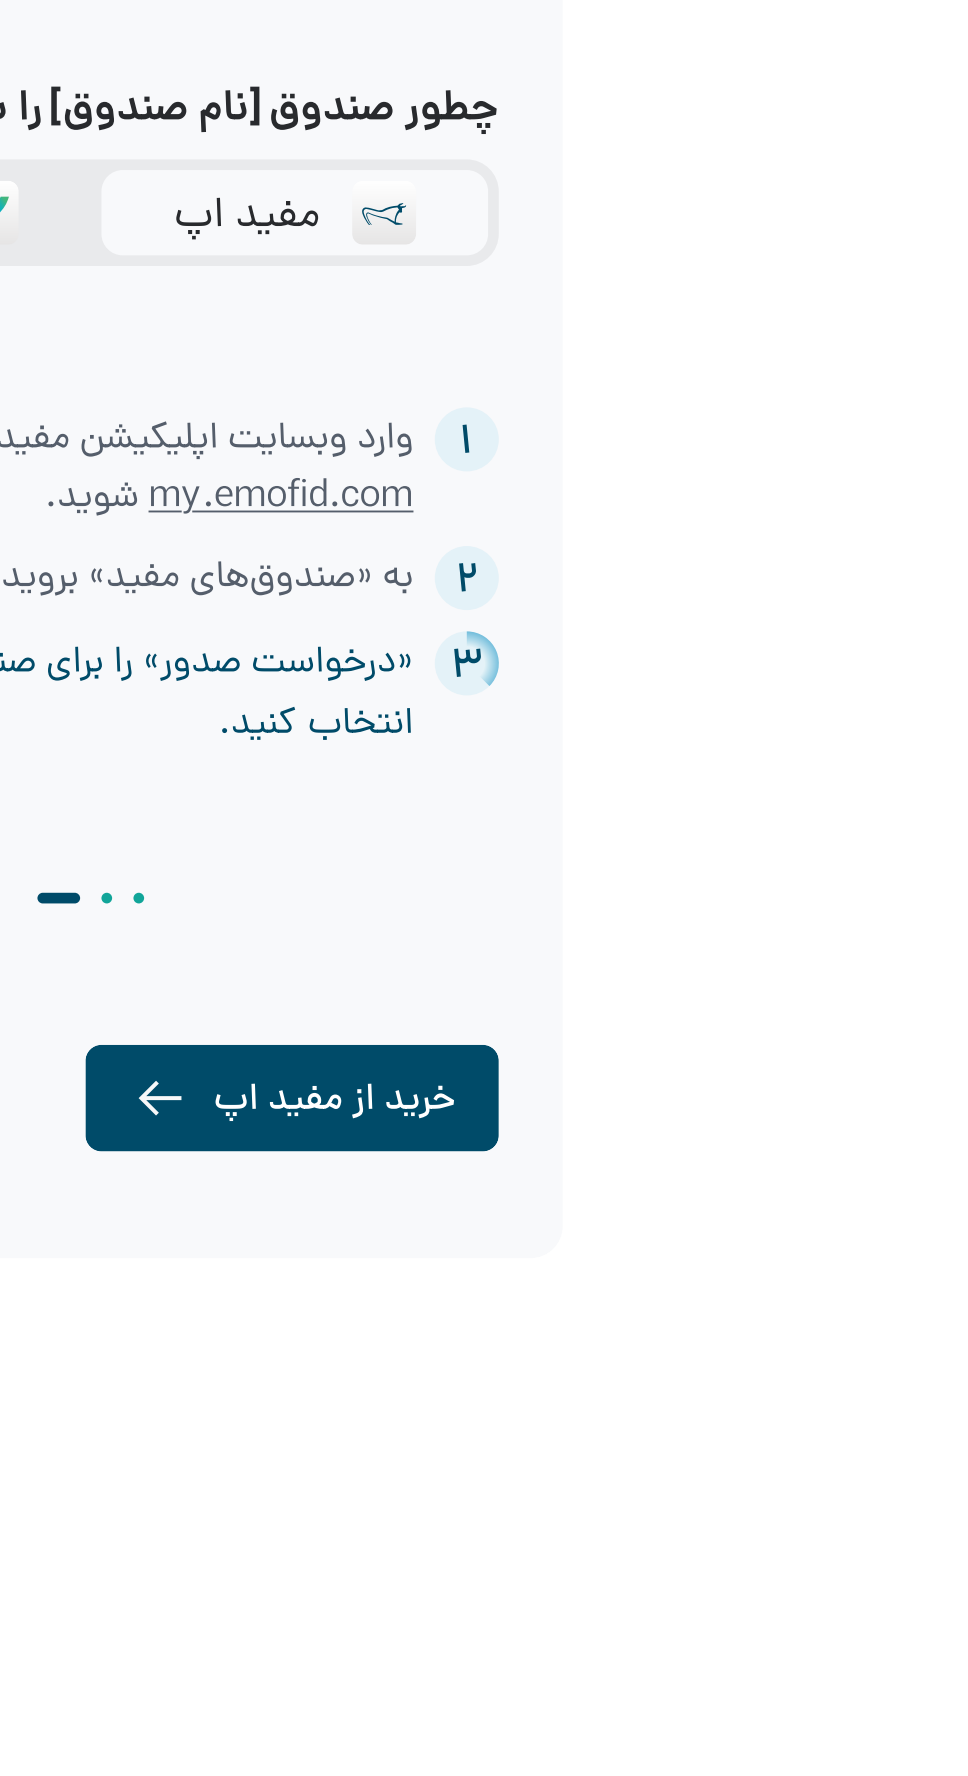 چطور صندوق [نام صندوق] را
مفید اپ
۱
وارد وبسایت اپلیکیشن مفید
my.emofid.com شوید.
۲
به «صندوق‌های مفید» بروید
۳
«درخواست صدور» را برای
انتخاب کنید.
خرید از مفید اپ